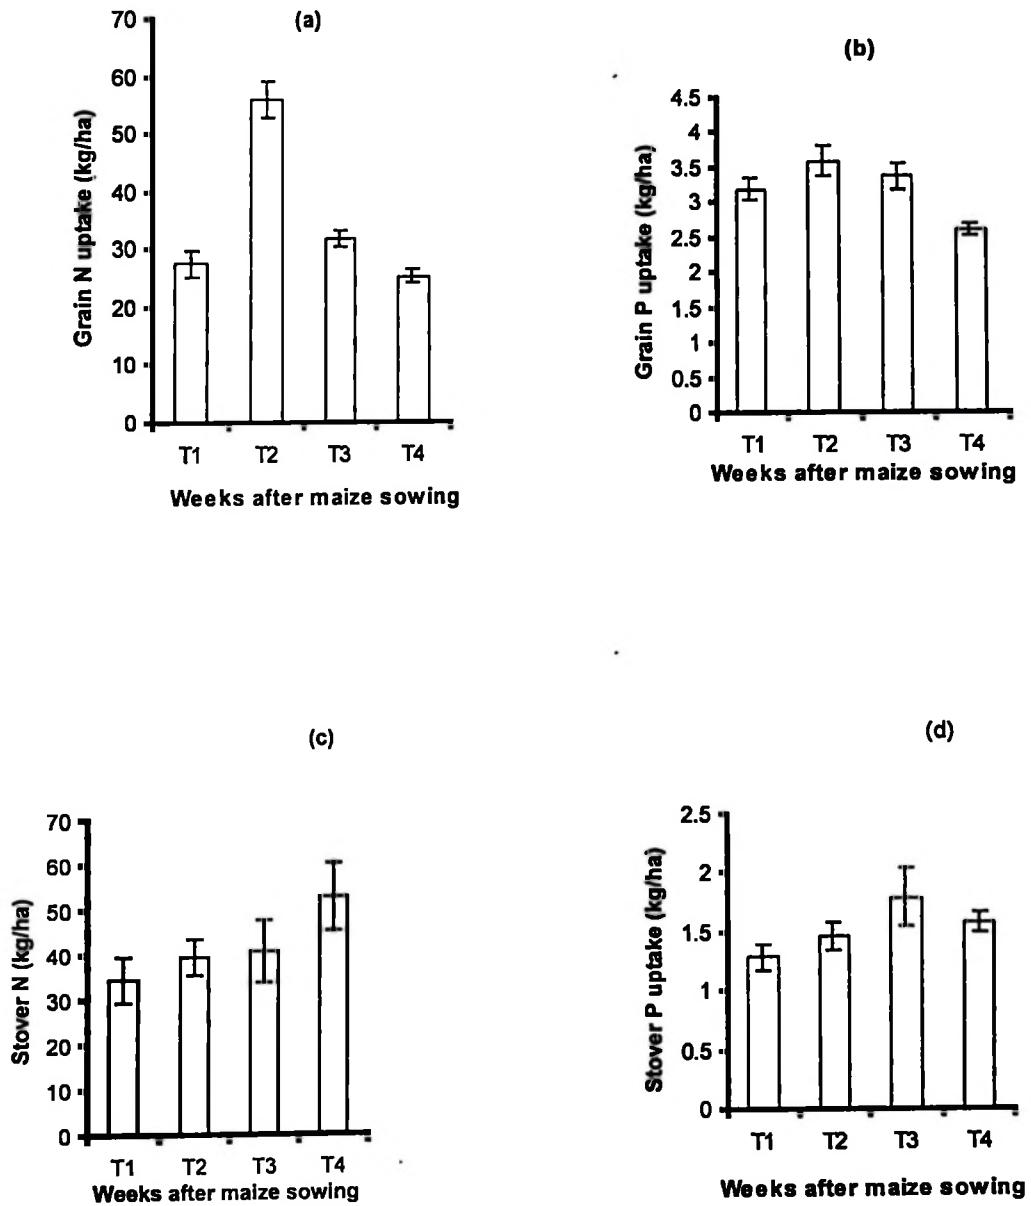 (a)
70
60
50
40
30
20
10
0
Grain N uptake (kg/ha)
T1 T2 T3 T4
Weeks after maize sowing
(b)
4.5
4
3.5
3
2.5
2
1.5
1
0.5
0
Grain P uptake (kg/ha)
T1 T2 T3 T4
Weeks after maize sowing
(c)
70
60
50
40
30
20
10
0
Stover N (kg/ha)
T1 T2 T3 T4
Weeks after maize sowing
(d)
2.5
2
1.5
1
0.5
0
Stover P uptake (kg/ha)
T1 T2 T3 T4
Weeks after maize sowing